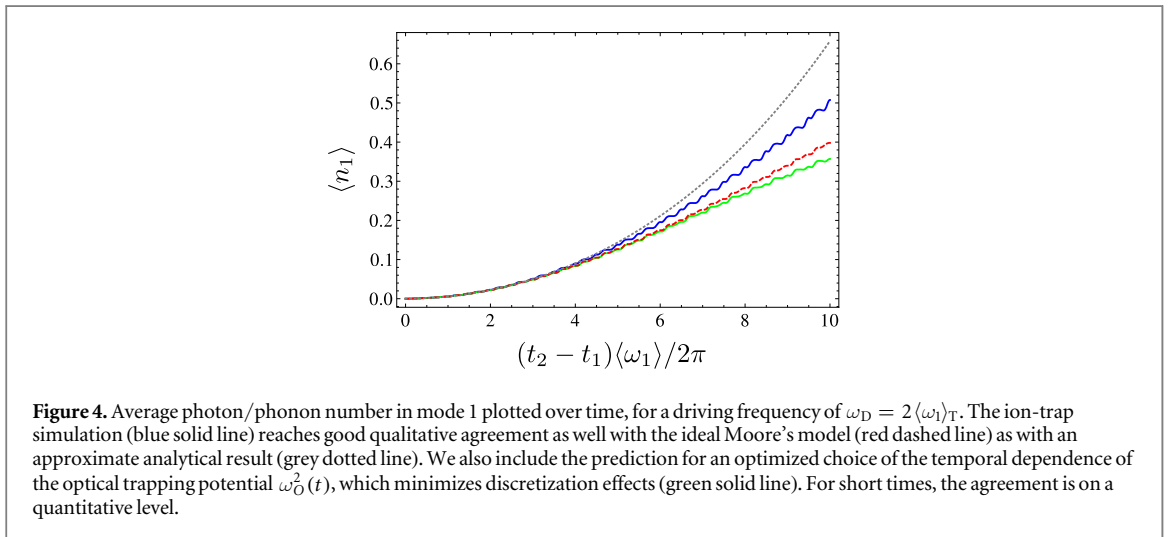 0.6
0.5
0.4
0.3
0.2
0.1
0.0
⟨n₁⟩
0 2 4 6 8 10
(t₂ − t₁)⟨ω₁⟩/2π
Figure 4. Average photon/phonon number in mode 1 plotted over time, for a driving frequency of ω_D = 2⟨ω₁⟩_T. The ion-trap
simulation (blue solid line) reaches good qualitative agreement as well with the ideal Moore's model (red dashed line) as with an
approximate analytical result (grey dotted line). We also include the prediction for an optimized choice of the temporal dependence of
the optical trapping potential ω_O²(t), which minimizes discretization effects (green solid line). For short times, the agreement is on a
quantitative level.